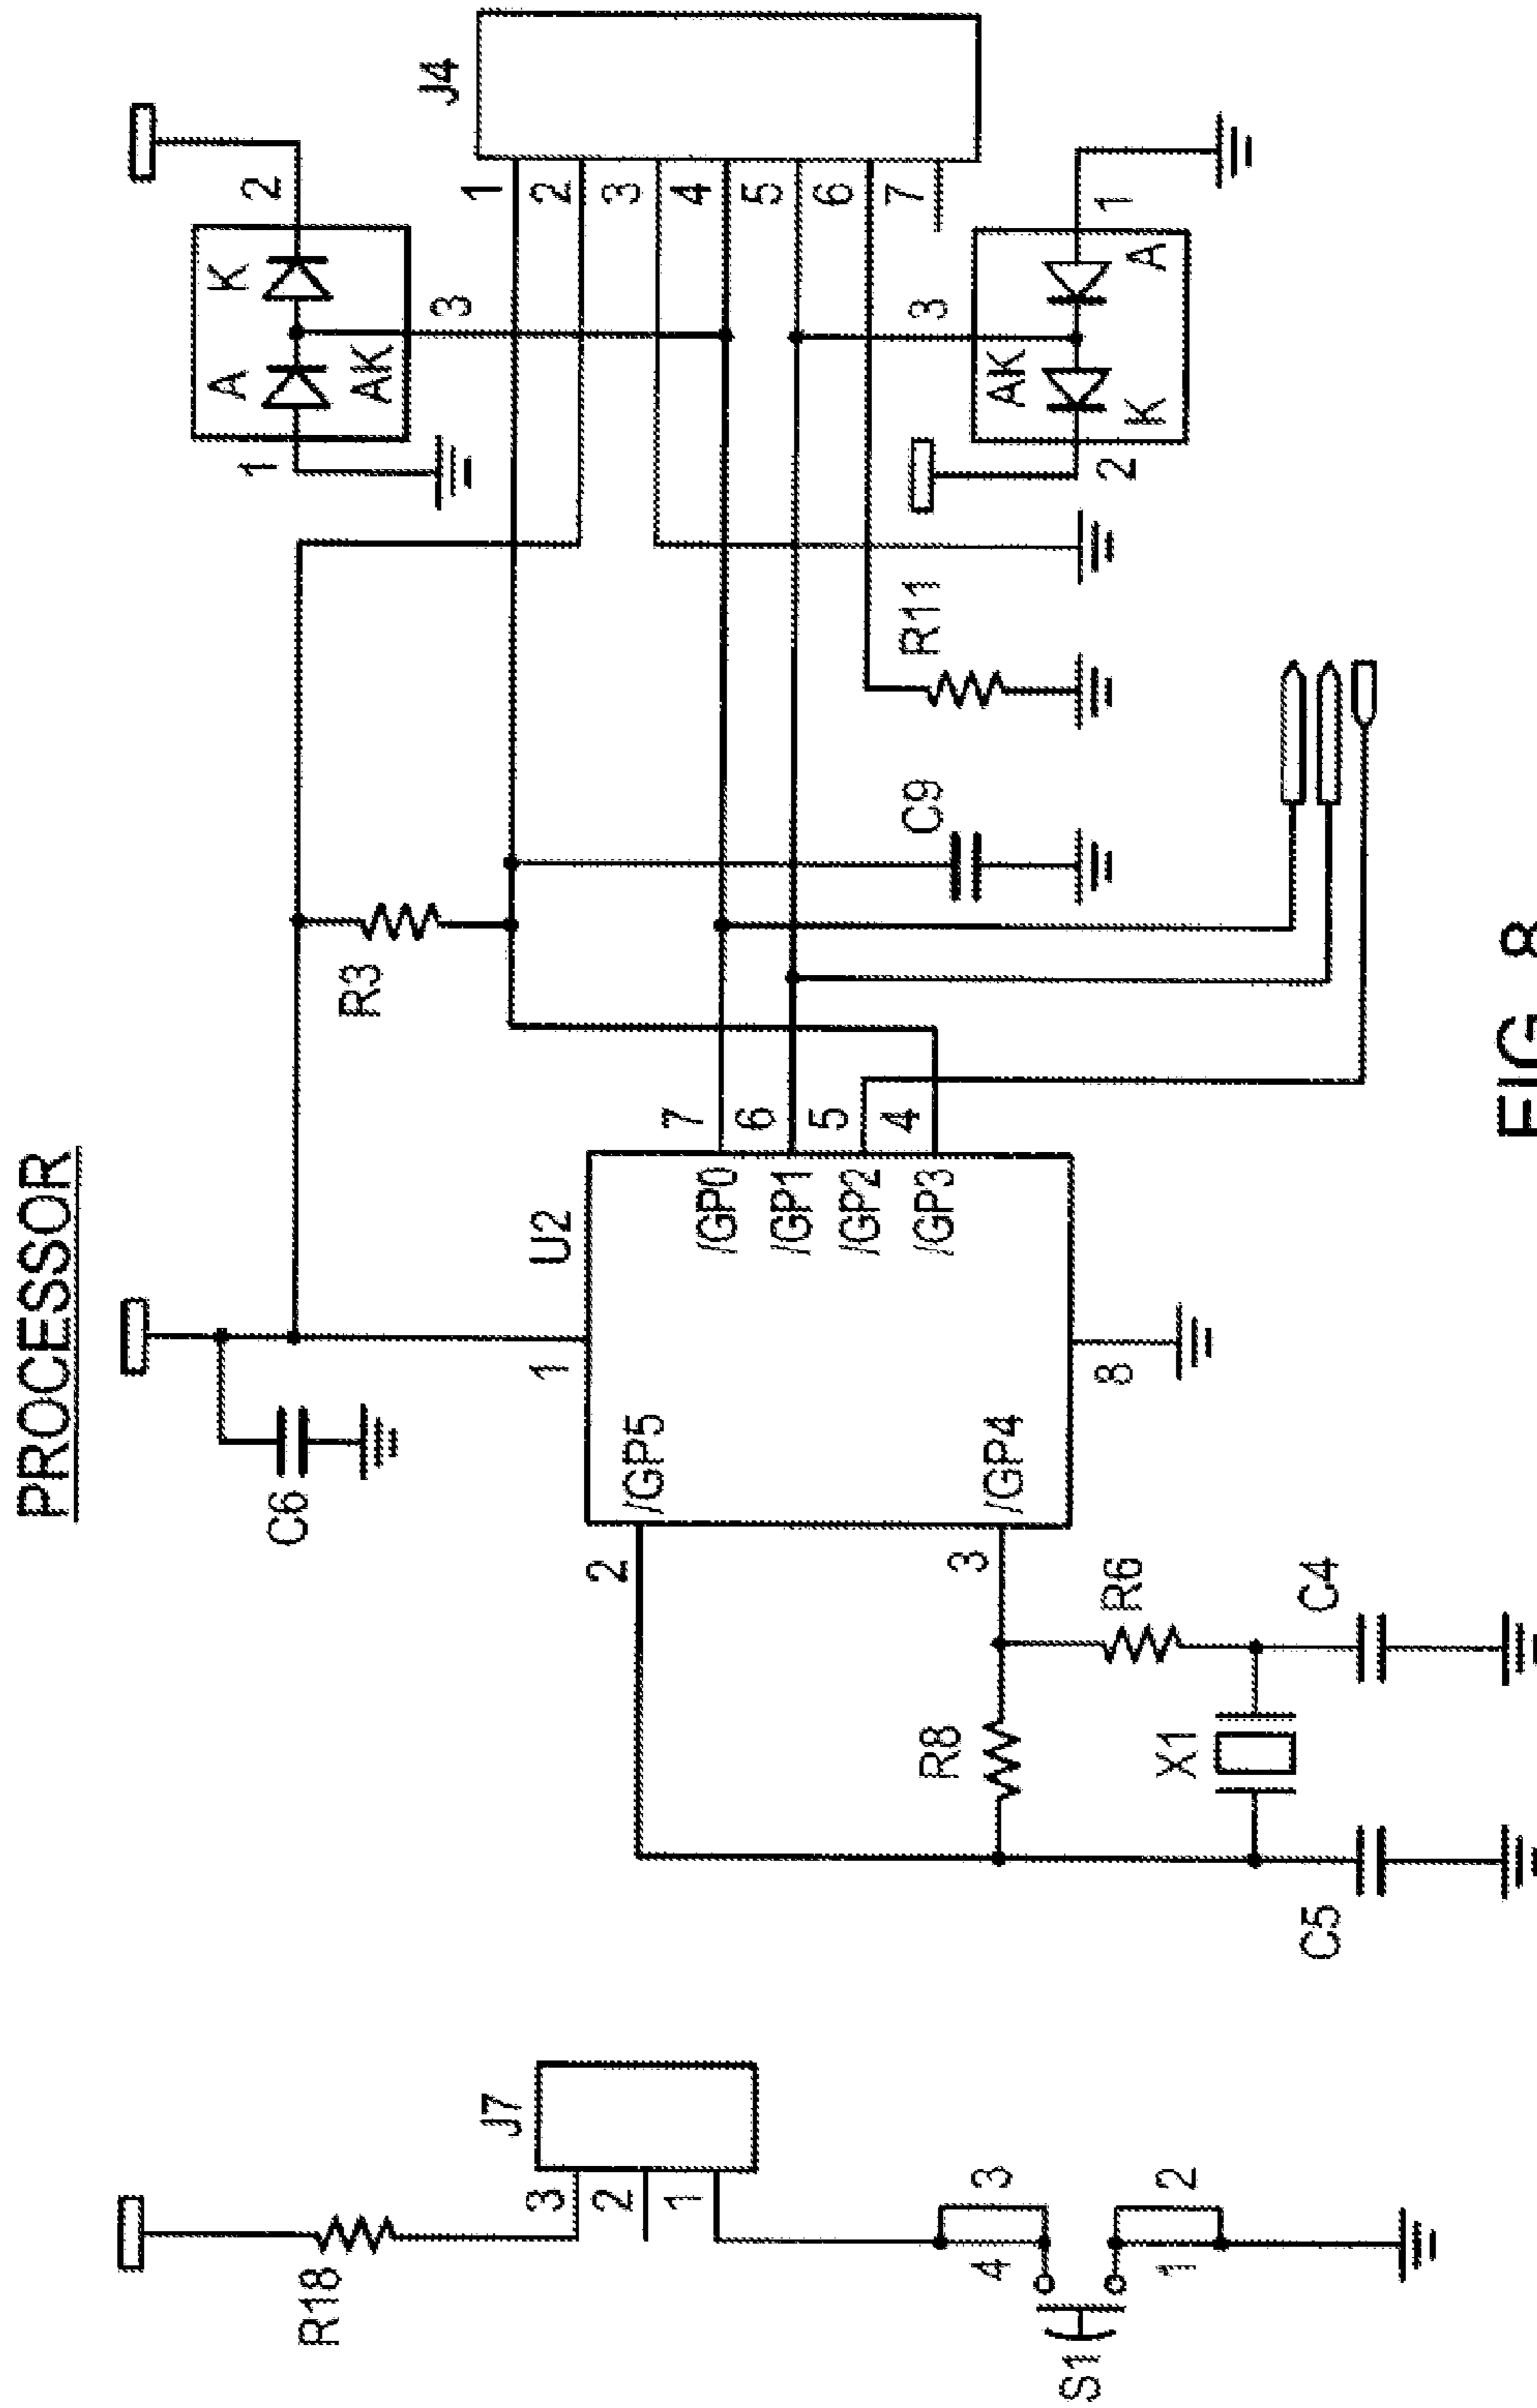 PROCESSOR
C6
R3
1
A
K
2
AK
3
J4
1
2
3
4
5
6
7
U2
1
/GP5
2
/GP4
3
8
/GP0
7
/GP1
6
/GP2
5
/GP3
4
C9
R11
3
AK
A
K
1
2
R8
R6
X1
C5
C4
R18
J7
3
2
1
4
3
1
2
S1
FIG. 8